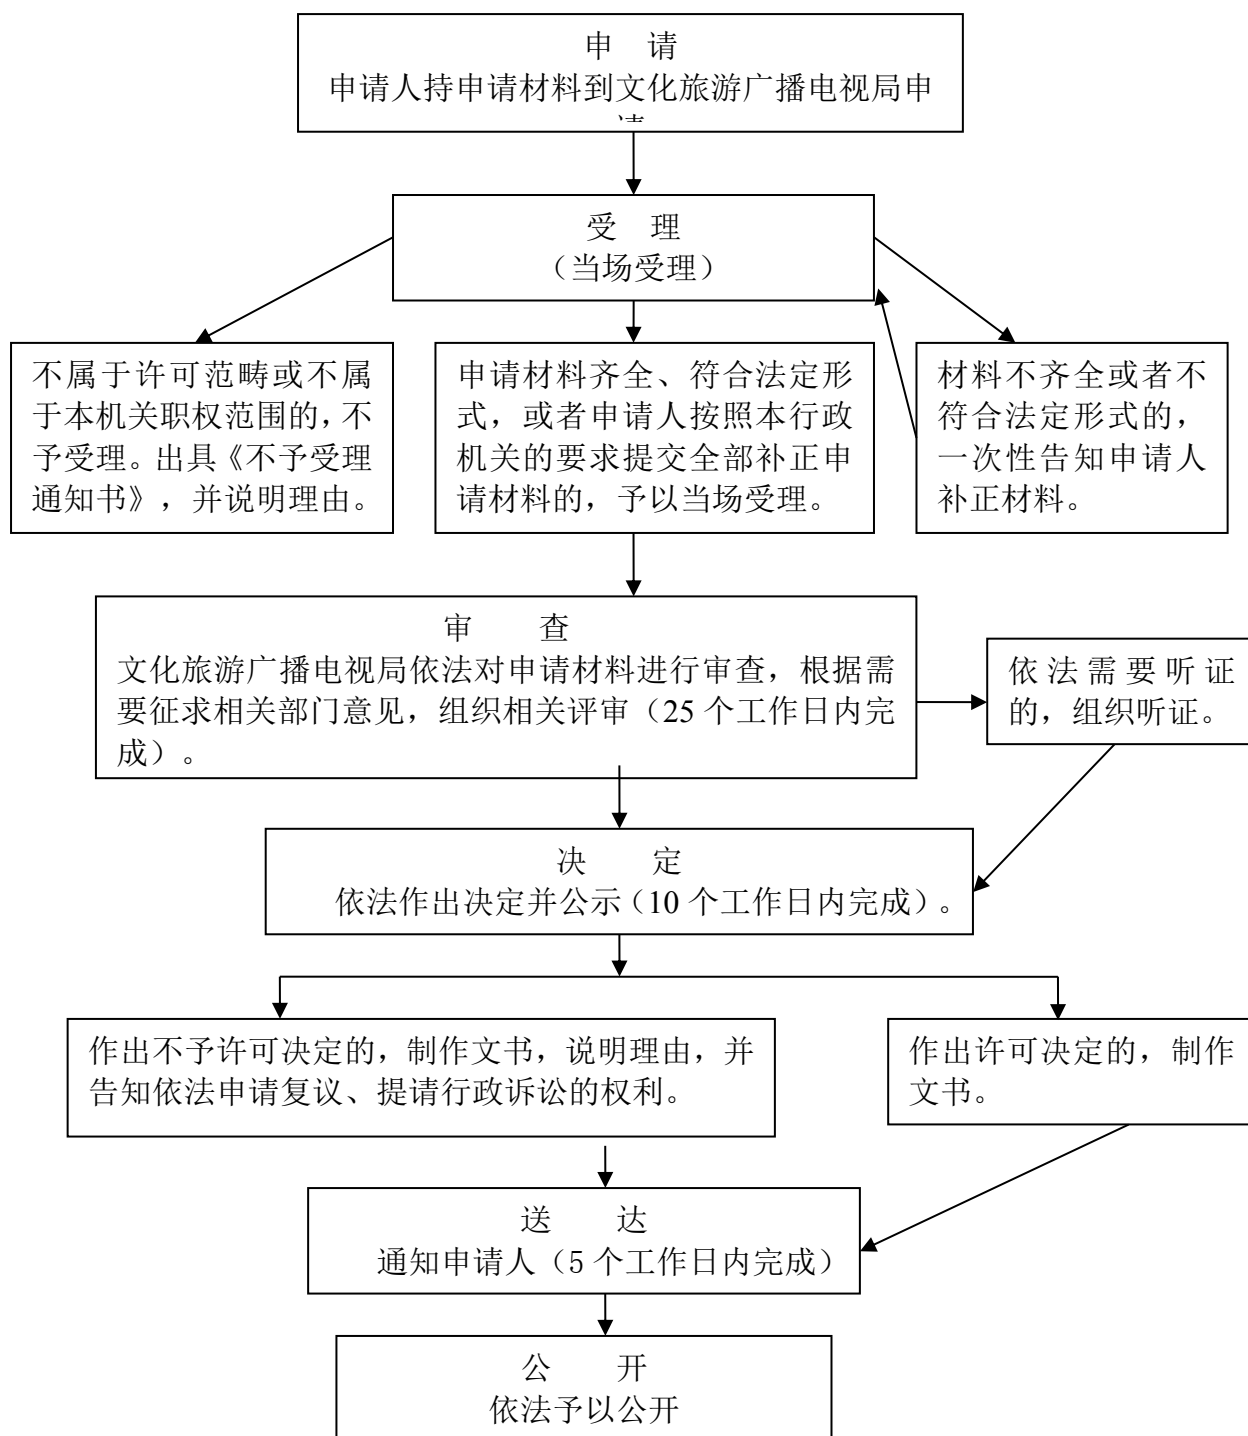 申 请
申请人持申请材料到文化旅游广播电视局申
受 理
（当场受理）
不属于许可范畴或不属
于本机关职权范围的，不
予受理。出具《不予受理
通知书》，并说明理由。
申请材料齐全、符合法定形
式，或者申请人按照本行政
机关的要求提交全部补正申
请材料的，予以当场受理。
材料不齐全或者不
符合法定形式的，
一次性告知申请人
补正材料。
审 查
文化旅游广播电视局依法对申请材料进行审查，根据需
要征求相关部门意见，组织相关评审（25 个工作日内完
成）。
依法需要听证
的，组织听证。
决 定
依法作出决定并公示（10 个工作日内完成）。
作出不予许可决定的，制作文书，说明理由，并
告知依法申请复议、提请行政诉讼的权利。
作出许可决定的，制作
文书。
送 达
通知申请人（5 个工作日内完成）
公 开
依法予以公开